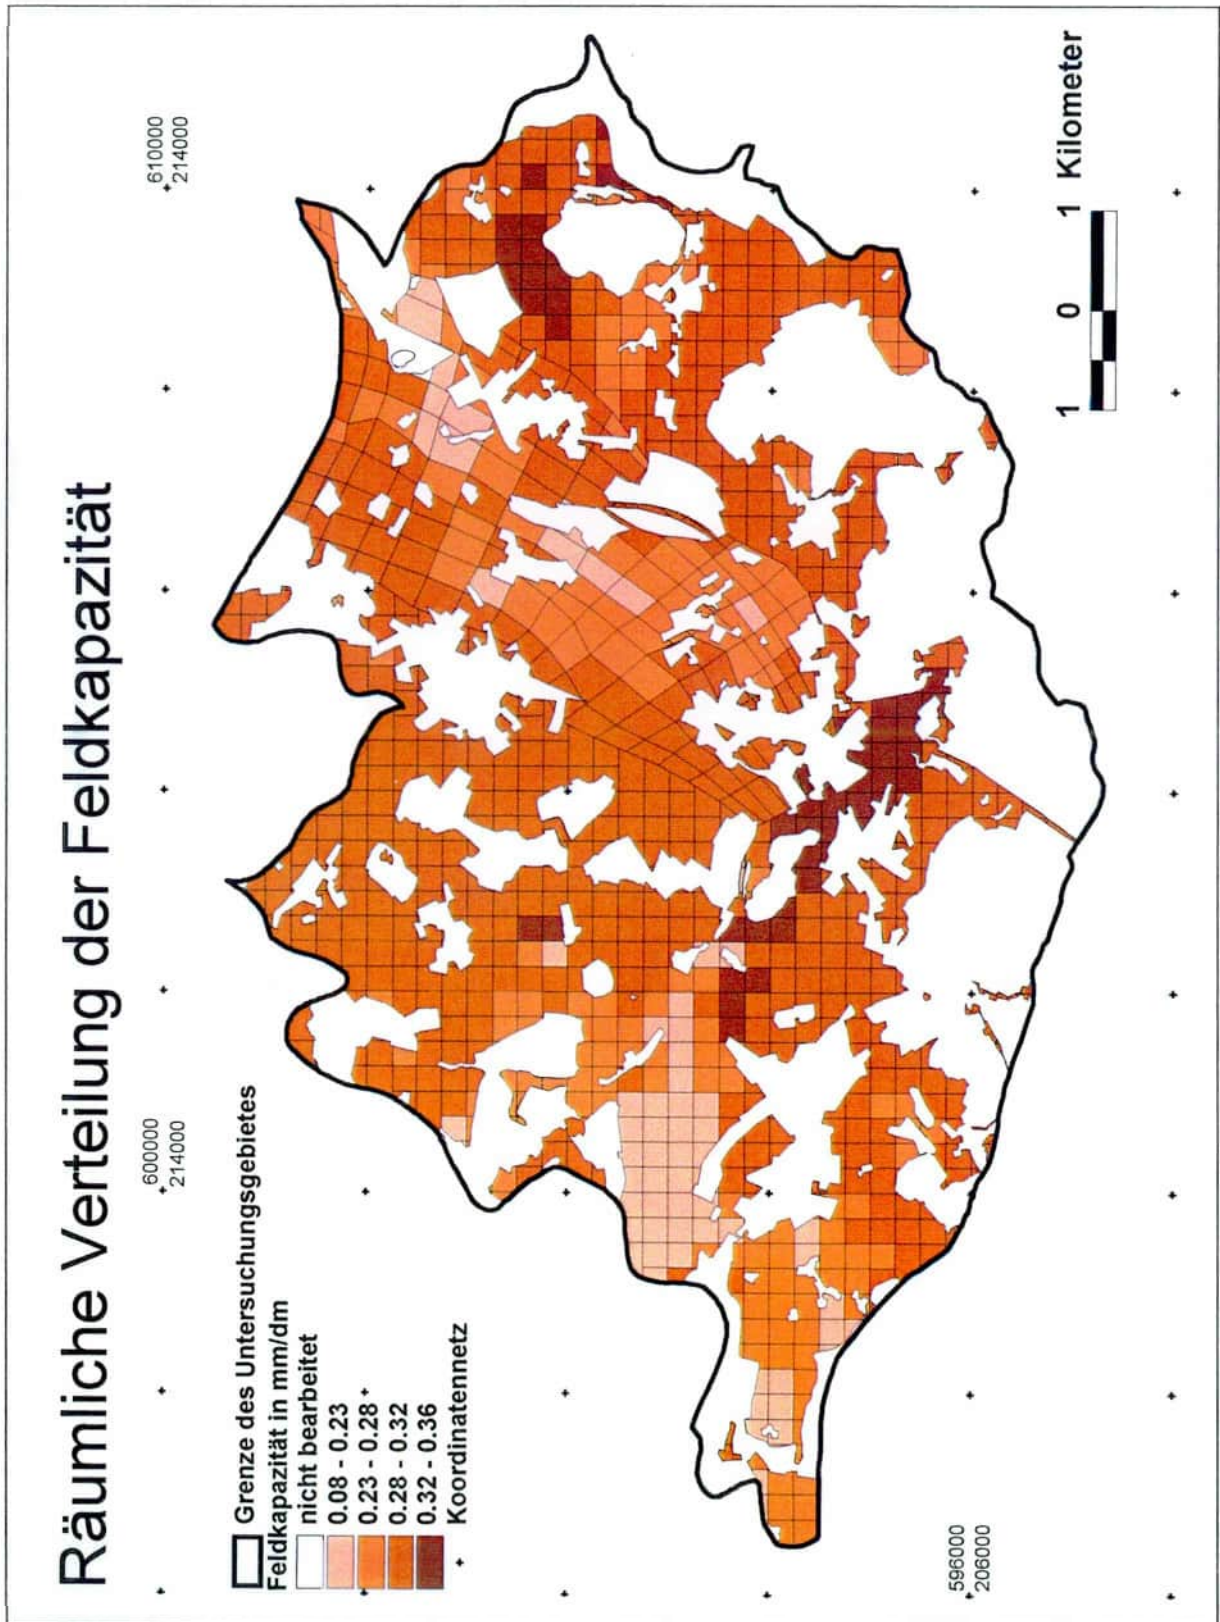 Räumliche Verteilung der Feldkapazität
600000
214000
610000
214000
Grenze des Untersuchungsgebietes
Feldkapazität in mm/dm
nicht bearbeitet
0.08 - 0.23
0.23 - 0.28
0.28 - 0.32
0.32 - 0.36
Koordinatennetz
596000
206000
1 0 1 Kilometer